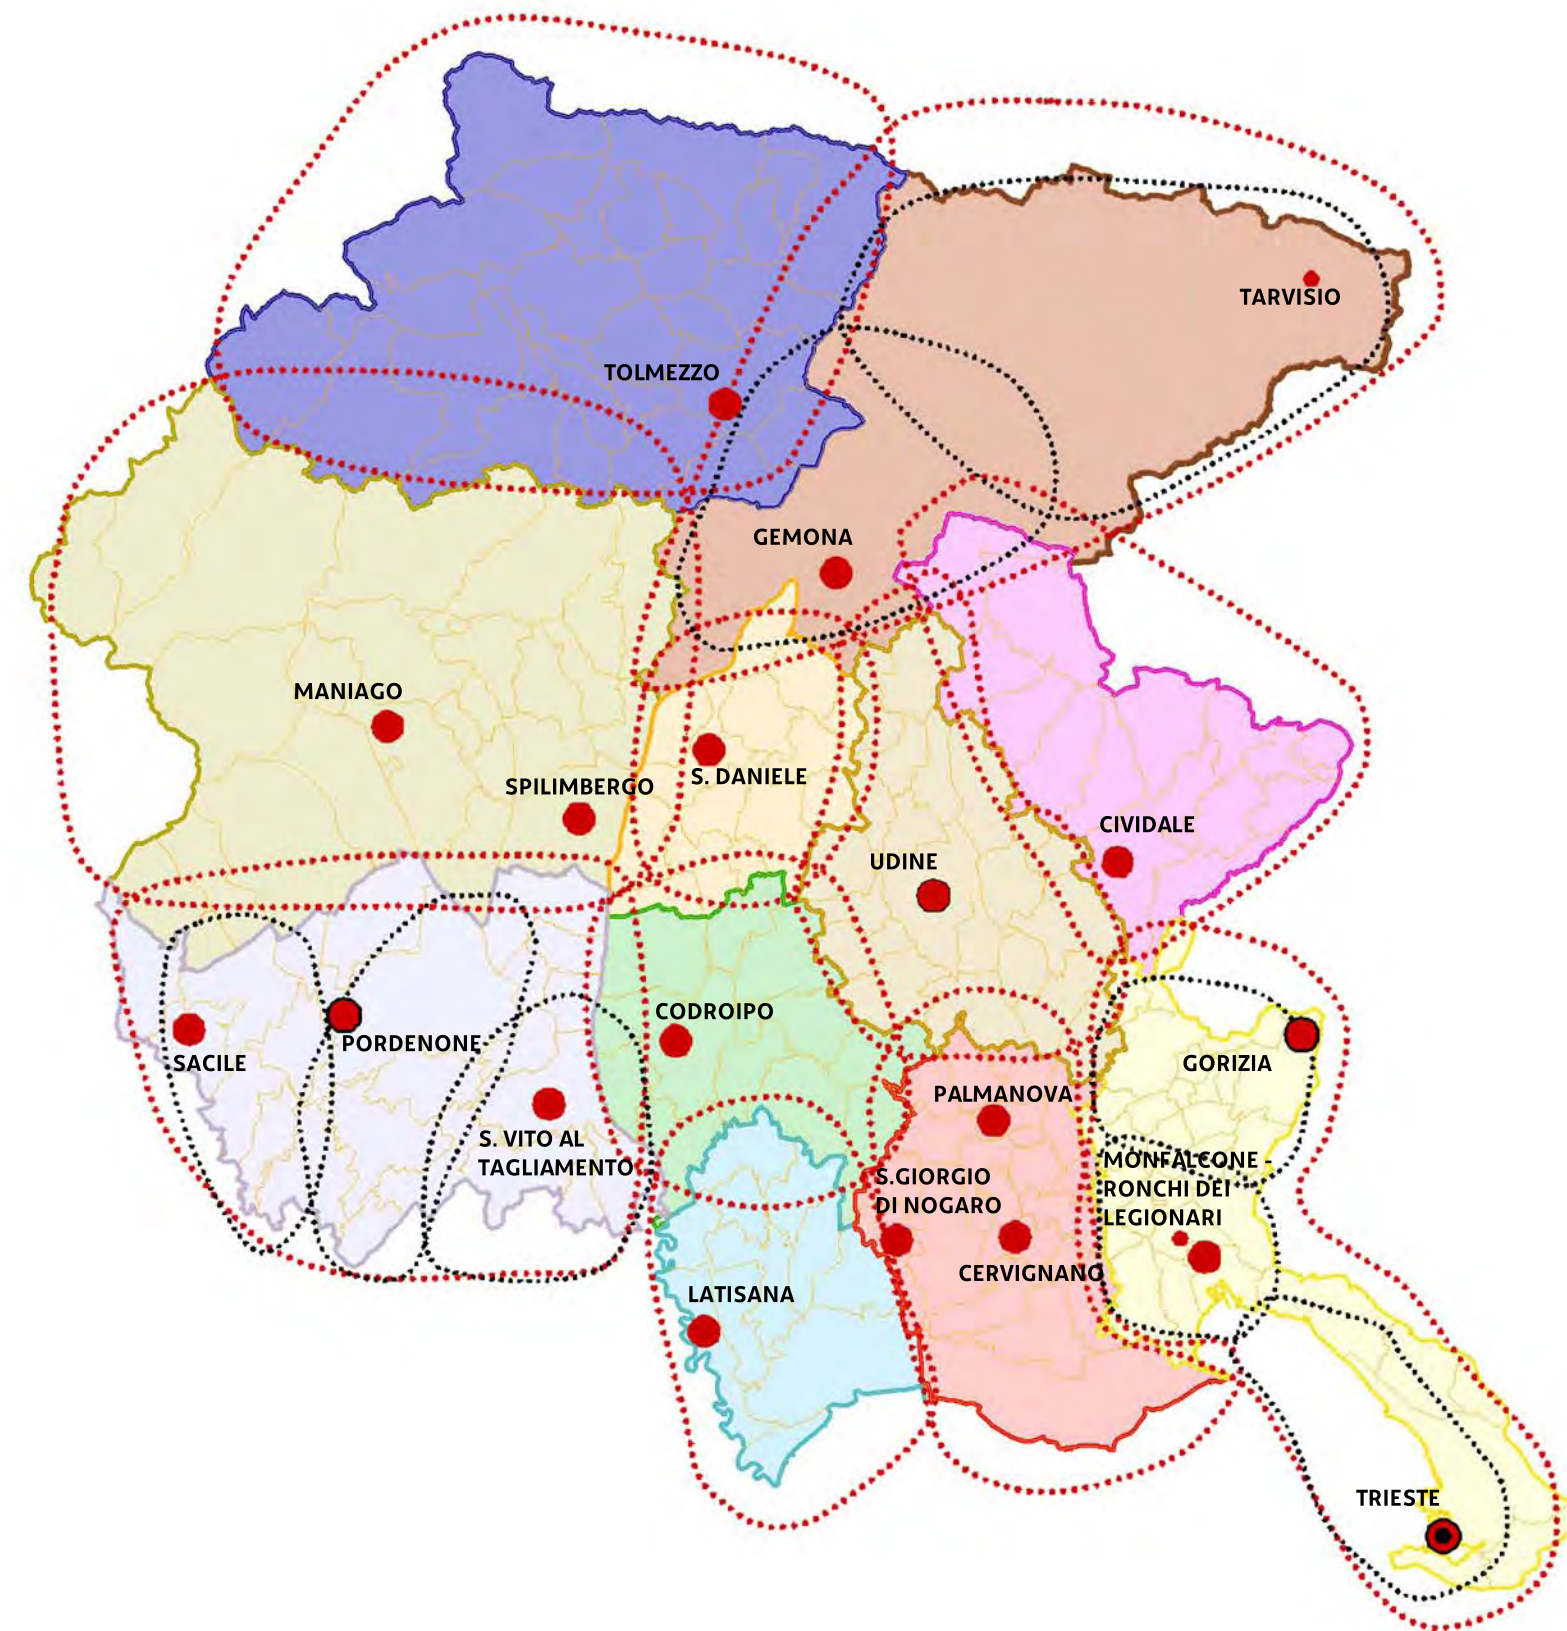 TARVISIO
TOLMEZZO
GEMONA
MANIAGO
SPILIMBERGO
S. DANIELE
CIVIDALE
UDINE
CODROIPO
PORDENONE
SACILE
GORIZIA
PALMANOVA
S. VITO AL
TAGLIAMENTO
MONFALCONE -
RONCHI DEI
LEGIONARI
S.GIORGIO
DI NOGARO
CERVIGNANO
LATISANA
TRIESTE